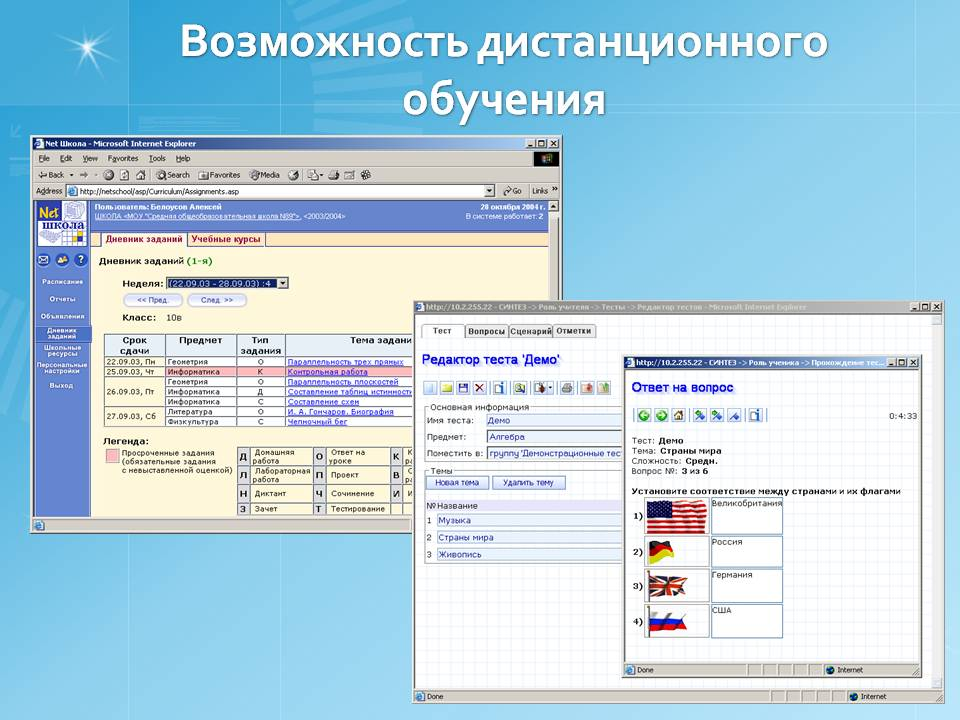 Возможность дистанционного
обучения
Net Школа - Microsoft Internet Explorer
File Edit View Favorites Tools Help
Back Search Favorites Media
Address http://netschool/asp/Curriculum/Assignments.asp Go Links »
Net
школа
Пользователь: Белоусов Алексей 28 октября 2004 г.
ШКОЛА <МОУ "Средняя общеобразовательная школа N89">, <2003/2004> В системе работает: 2
Дневник заданий Учебные курсы
Расписание
Отчеты
Объявления
Дневник
заданий
Школьные
ресурсы
Персональные
настройки
Выход
Дневник заданий (1-я)
Неделя: (22.09.03 - 28.09.03) :4
<< Пред. След. >>
Класс: 10в
Срок сдачи Предмет Тип задания Тема задани
22.09.03, Пн Геометрия О Параллельность трех прямых
25.09.03, Чт Информатика К Контрольная работа
26.09.03, Пт Геометрия О Параллельность плоскостей
Информатика Д Составление таблиц истинност
Информатика С Составление схем
27.09.03, Сб Литература О И. А. Гончаров. Биография
Физкультура С Челночный бег
Легенда:
Просроченные задания
(обязательные задания
с невыставленной оценкой)
Д Домашняя работа О Ответ на уроке К
Л Лабораторная работа П Проект В
Н Диктант Ч Сочинение И
З Зачет Т Тестирование
http://10.2.255.22 - СИНТЕЗ -> Роль учителя -> Тесты -> Редактор тестов - Microsoft Internet Explorer
Тест Вопросы Сценарий Отметки
Редактор теста 'Демо'
Основная информация
Имя теста: Демо
Предмет: Алгебра
Поместить в: группу 'Демонстрационные тес
Темы
Новая тема Удалить тему
№ Название
1 Музыка
2 Страны мира
3 Живопись
Done Internet
http://10.2.255.22 - СИНТЕЗ -> Роль ученика -> Прохождение тес...
Ответ на вопрос
0:4:33
Тест: Демо
Тема: Страны мира
Сложность: Средн.
Вопрос №: 3 из 6
Установите соответствие между странами и их флагами
1) Великобритания
2) Россия
3) Германия
4) США
Done Internet